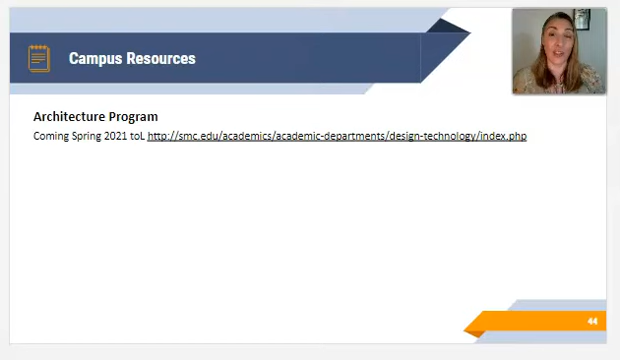 Campus Resources
Architecture Program
Coming Spring 2021 toL http://smc.edu/academics/academic-departments/design-technology/index.php
44